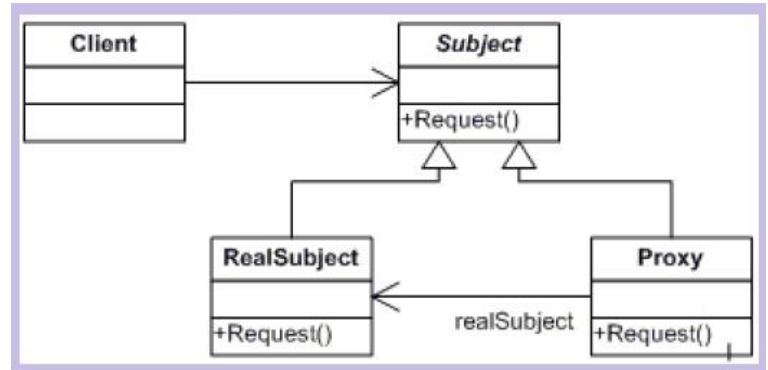 Client
Subject
+Request()
RealSubject
+Request()
realSubject
Proxy
+Request()